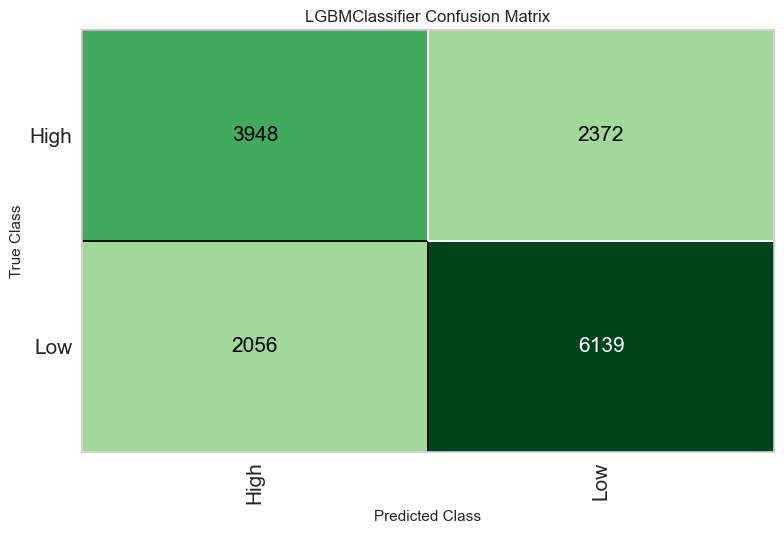 LGBMClassifier Confusion Matrix
True Class
High
3948
2372
Low
2056
6139
High
Low
Predicted Class